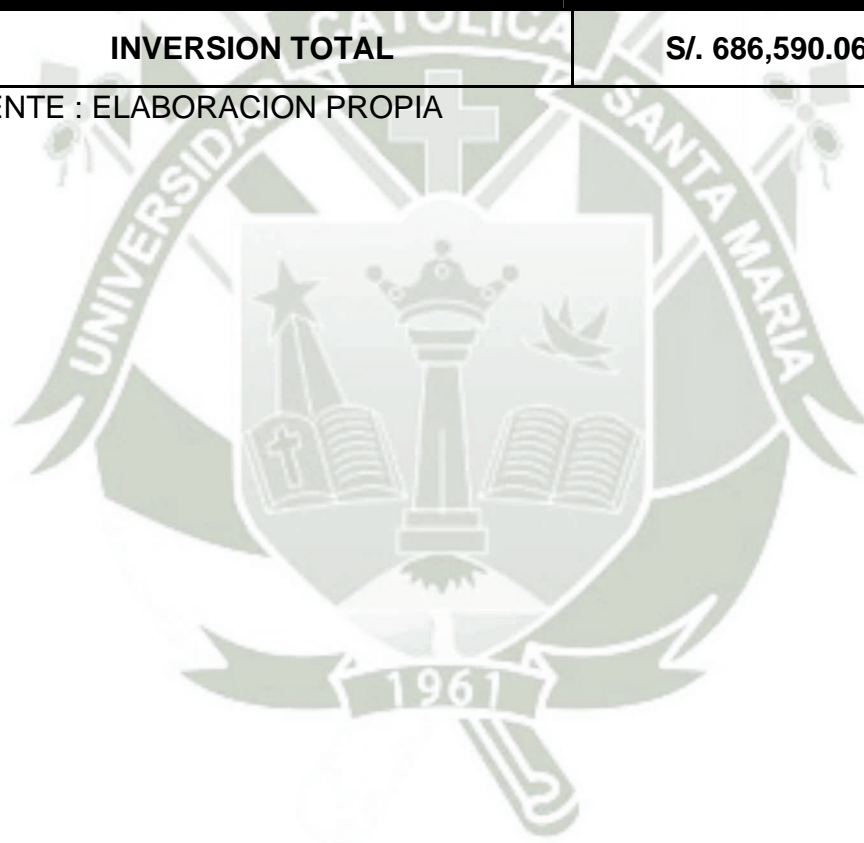 INVERSION TOTAL S/. 686,590.06
ENTE : ELABORACION PROPIA
UNIVERSIDAD CATOLICA SANTA MARIA
1961